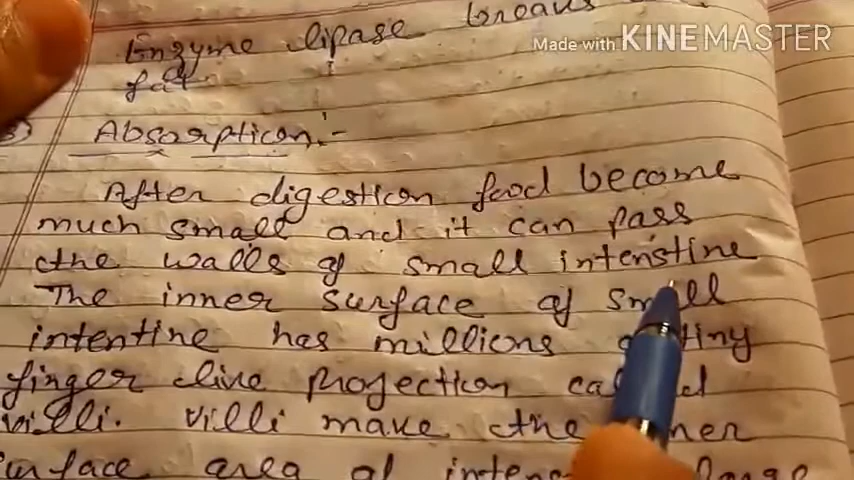 Made with KINEMASTER
Enzyme lipase breaks
fat.
Absorption:-
After digestion food become
much small and it can pass
the walls of small intenstine
The inner surface of small
intentine has millions tiny
finger like projection
villi. villi make the
surface area of